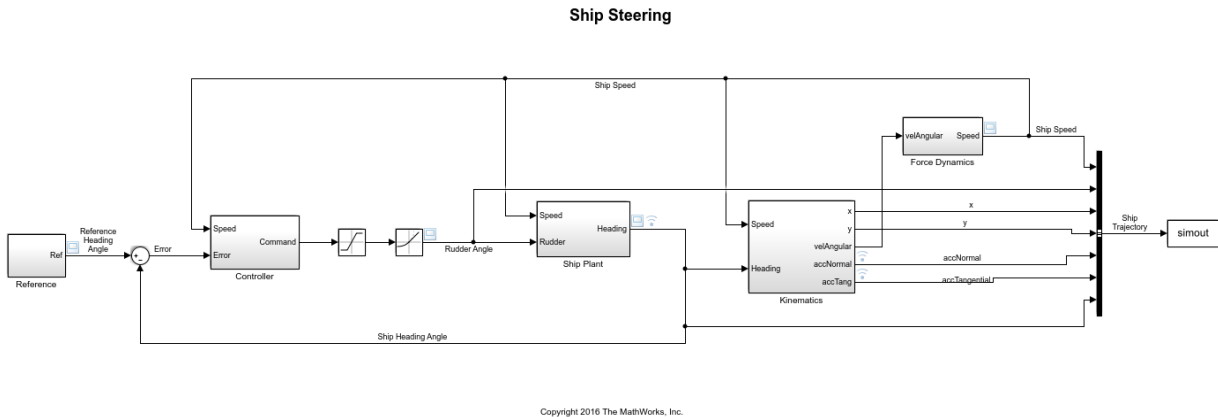 Ship Steering
Ship Speed
velAngular
Speed
Ship Speed
Force Dynamics
Reference
Heading
Angle
Ref
Reference
+
−
Error
Speed
Error
Command
Controller
Rudder Angle
Speed
Rudder
Heading
Ship Plant
Speed
Heading
x
y
velAngular
accNormal
accTang
Kinematics
x
y
accNormal
accTangential
Ship
Trajectory
simout
Ship Heading Angle
Copyright 2016 The MathWorks, Inc.